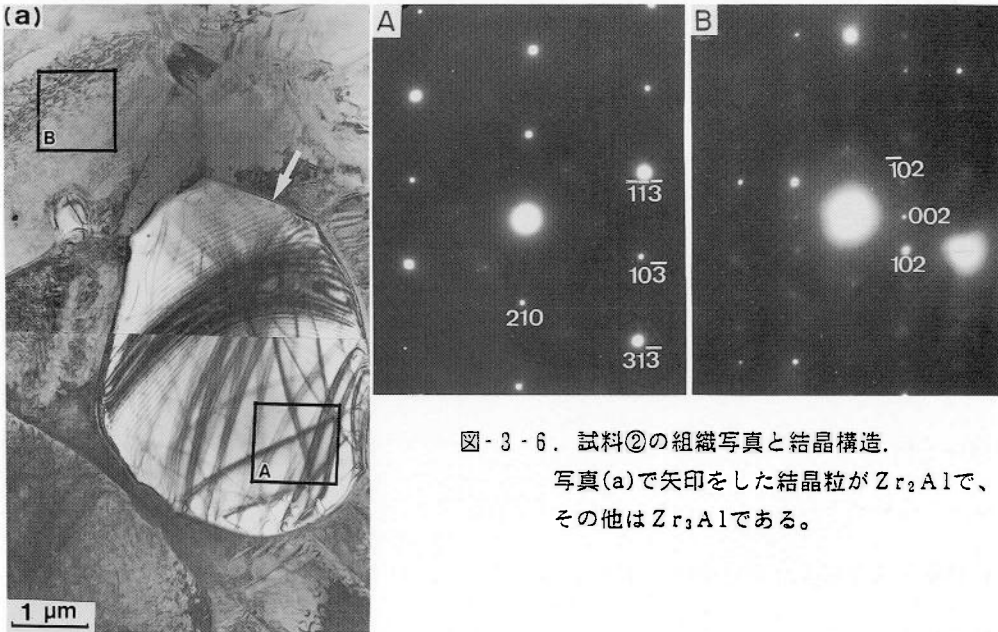 (a)
B
A
1 μm
A
1̅1̅3̅
103̅
210
313̅
B
1̅02
002
102
図-3-6. 試料②の組織写真と結晶構造.
写真(a)で矢印をした結晶粒がZr₂Alで、
その他はZr₃Alである。